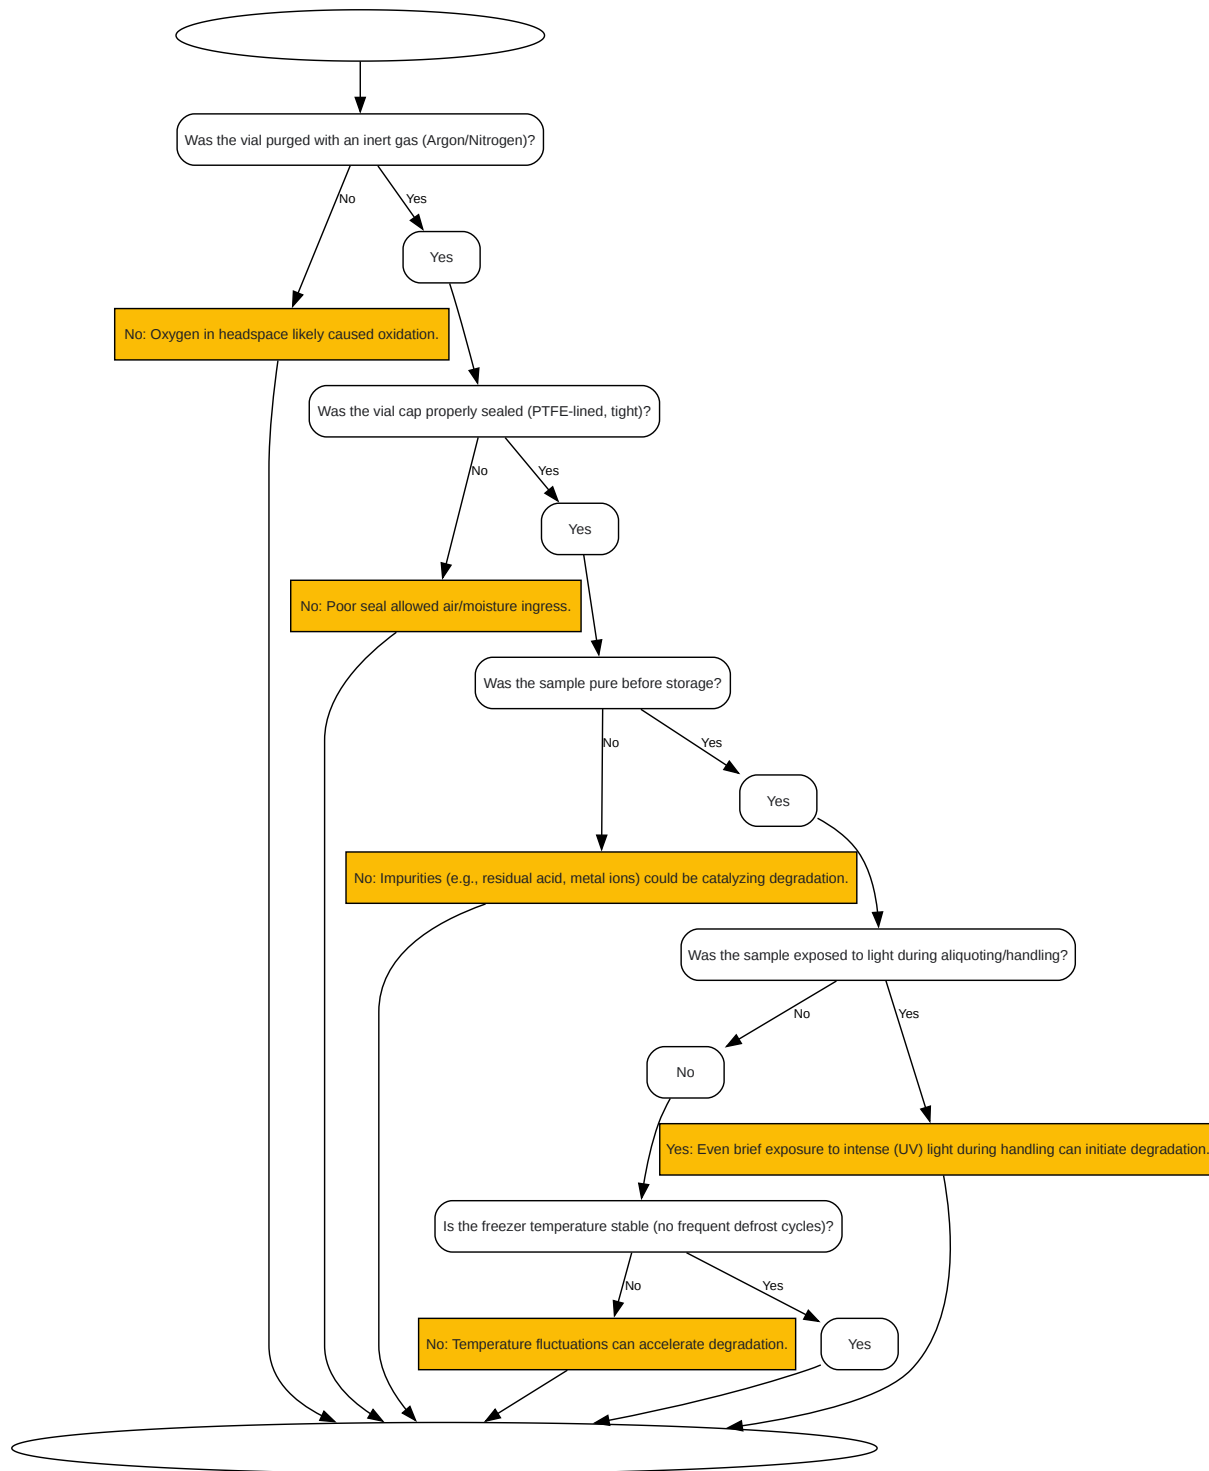 Was the vial purged with an inert gas (Argon/Nitrogen)?
No
Yes
Yes
No: Oxygen in headspace likely caused oxidation.
Was the vial cap properly sealed (PTFE-lined, tight)?
No
Yes
Yes
No: Poor seal allowed air/moisture ingress.
Was the sample pure before storage?
No
Yes
Yes
No: Impurities (e.g., residual acid, metal ions) could be catalyzing degradation.
Was the sample exposed to light during aliquoting/handling?
No
Yes
No
Yes: Even brief exposure to intense (UV) light during handling can initiate degradation.
Is the freezer temperature stable (no frequent defrost cycles)?
No
Yes
No: Temperature fluctuations can accelerate degradation.
Yes